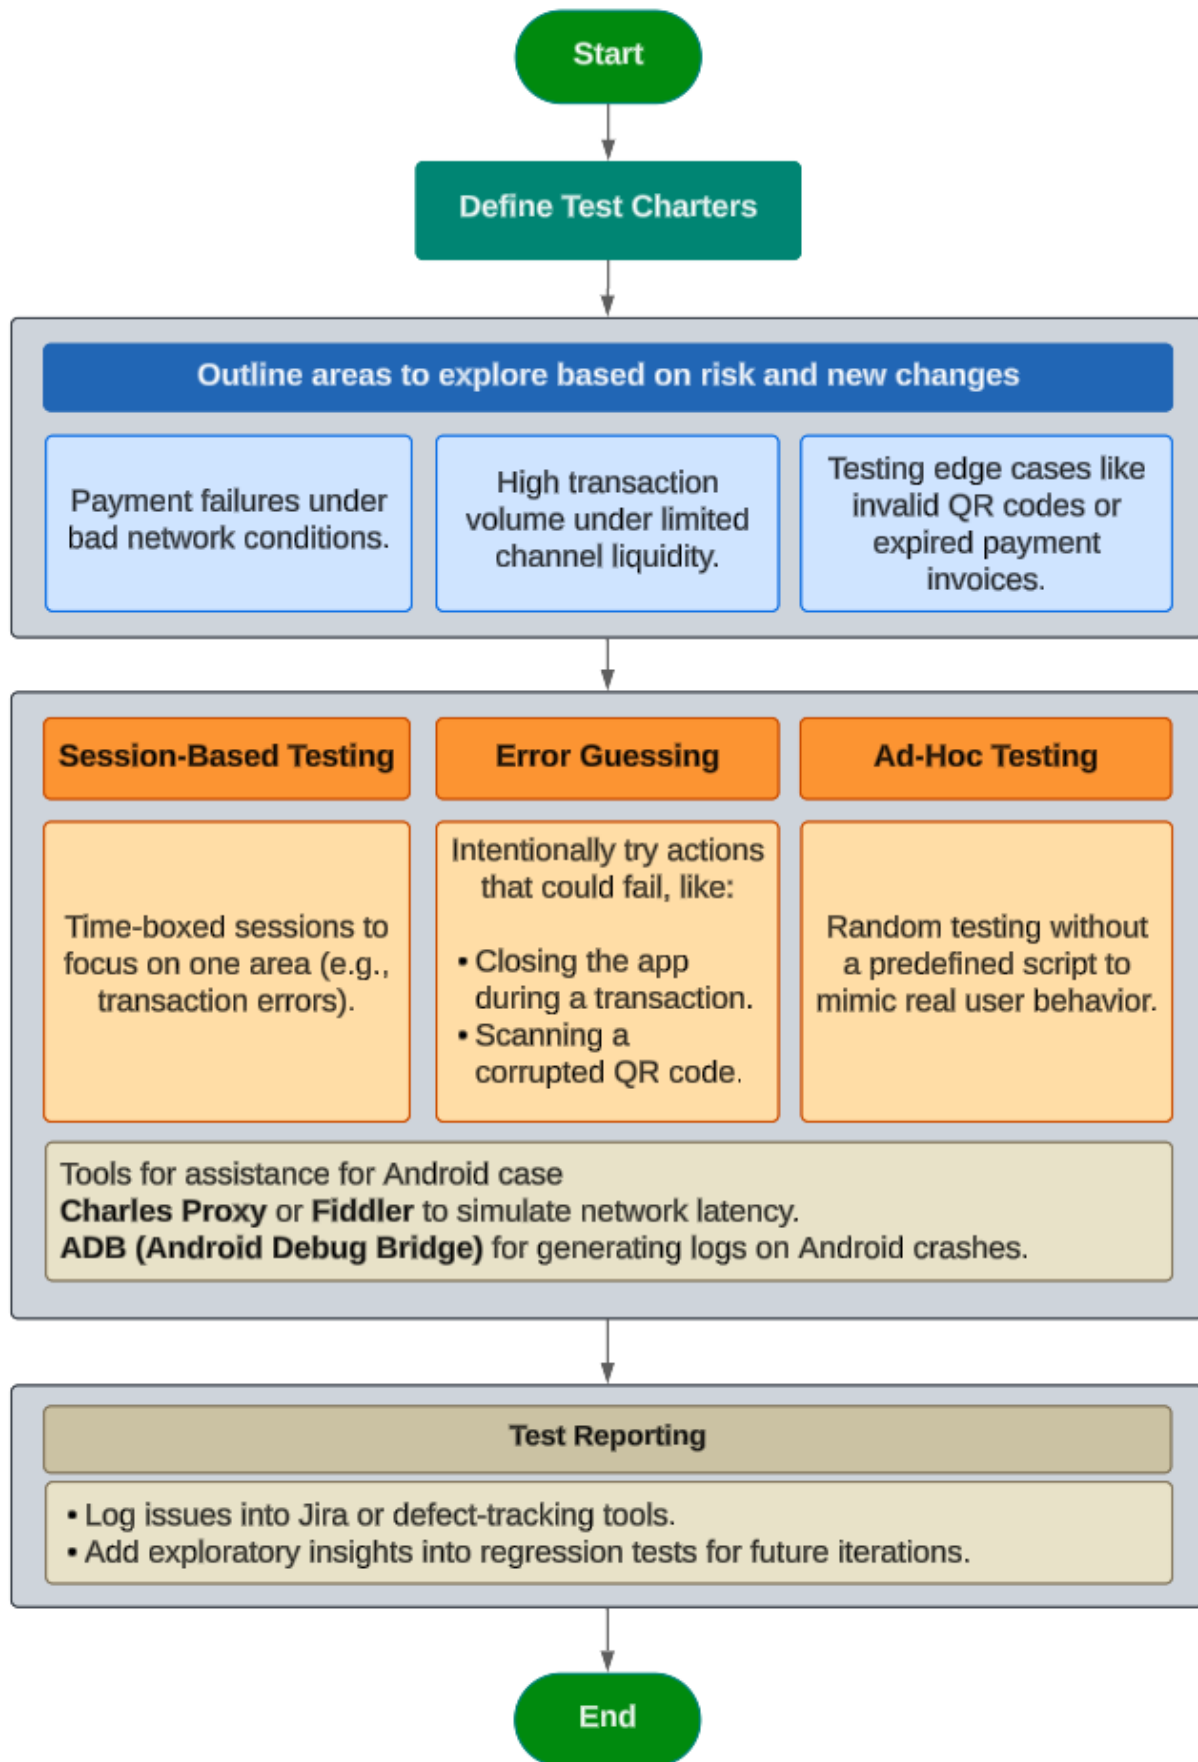 Start
Define Test Charters
Outline areas to explore based on risk and new changes
Payment failures under
bad network conditions.
High transaction
volume under limited
channel liquidity.
Testing edge cases like
invalid QR codes or
expired payment
invoices.
Session-Based Testing
Time-boxed sessions to
focus on one area (e.g.,
transaction errors).
Error Guessing
Intentionally try actions
that could fail, like:
• Closing the app
during a transaction.
• Scanning a
corrupted QR code.
Ad-Hoc Testing
Random testing without
a predefined script to
mimic real user behavior.
Tools for assistance for Android case
Charles Proxy or Fiddler to simulate network latency.
ADB (Android Debug Bridge) for generating logs on Android crashes.
Test Reporting
• Log issues into Jira or defect-tracking tools.
• Add exploratory insights into regression tests for future iterations.
End